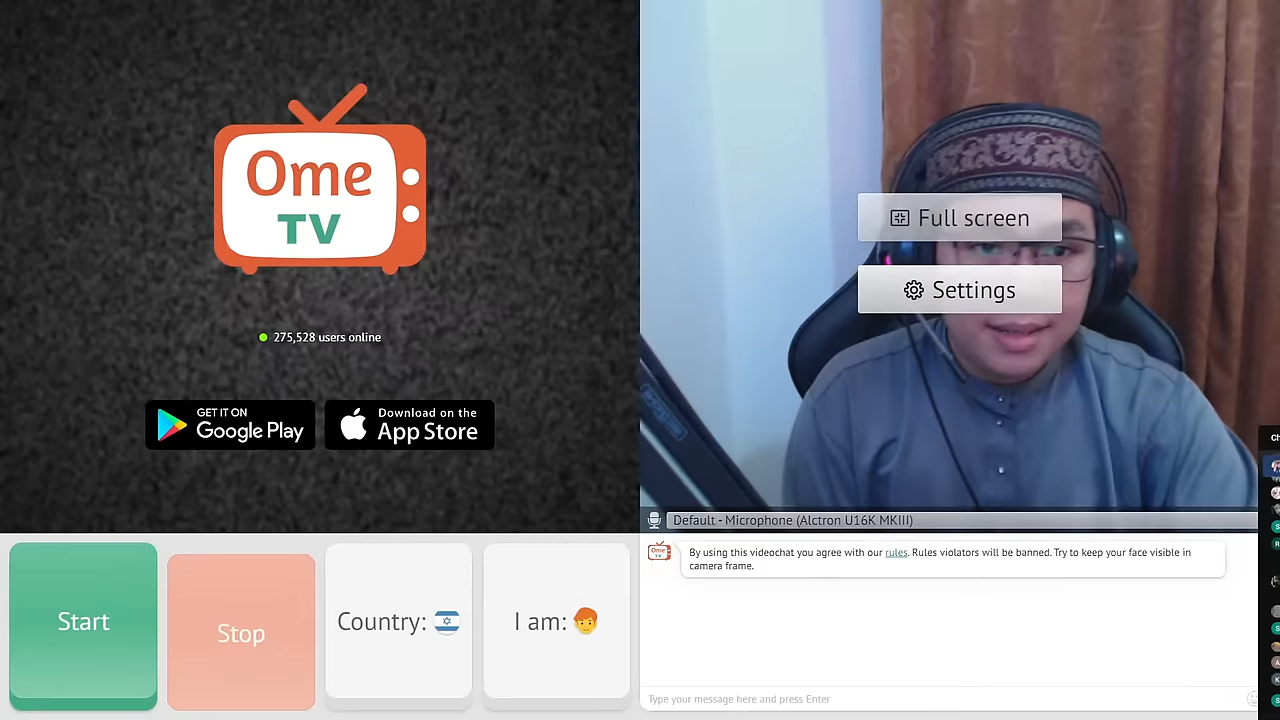 Ome
TV
275,528 users online
GET IT ON
Google Play
Download on the
App Store
Start
Stop
Country:
I am:
Full screen
Settings
Default - Microphone (Alctron U16K MKIII)
Ome
TV
By using this videochat you agree with our rules. Rules violators will be banned. Try to keep your face visible in
camera frame.
Type your message here and press Enter